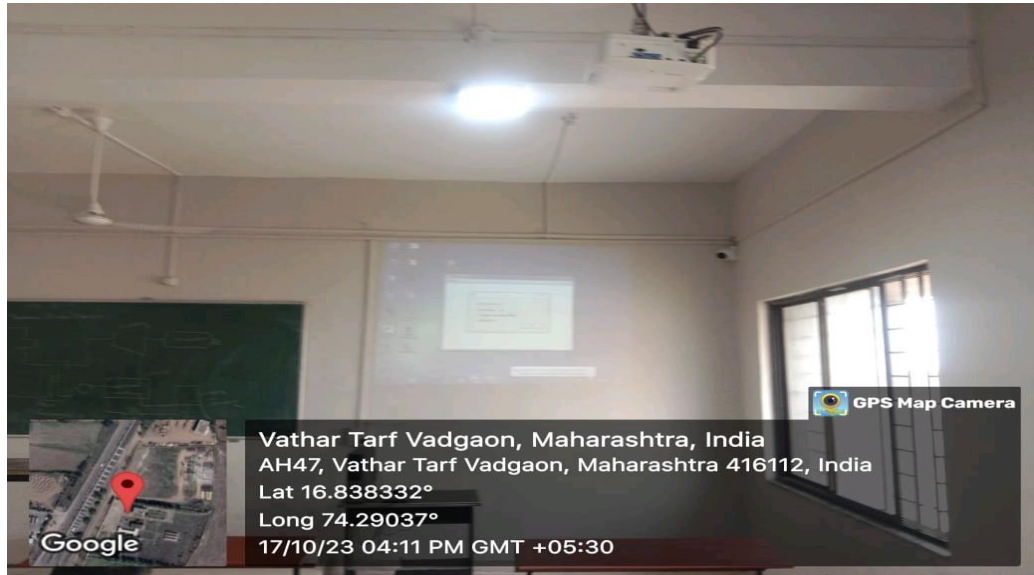 GPS Map Camera
Vathar Tarf Vadgaon, Maharashtra, India
AH47, Vathar Tarf Vadgaon, Maharashtra 416112, India
Lat 16.838332°
Long 74.29037°
17/10/23 04:11 PM GMT +05:30
Google